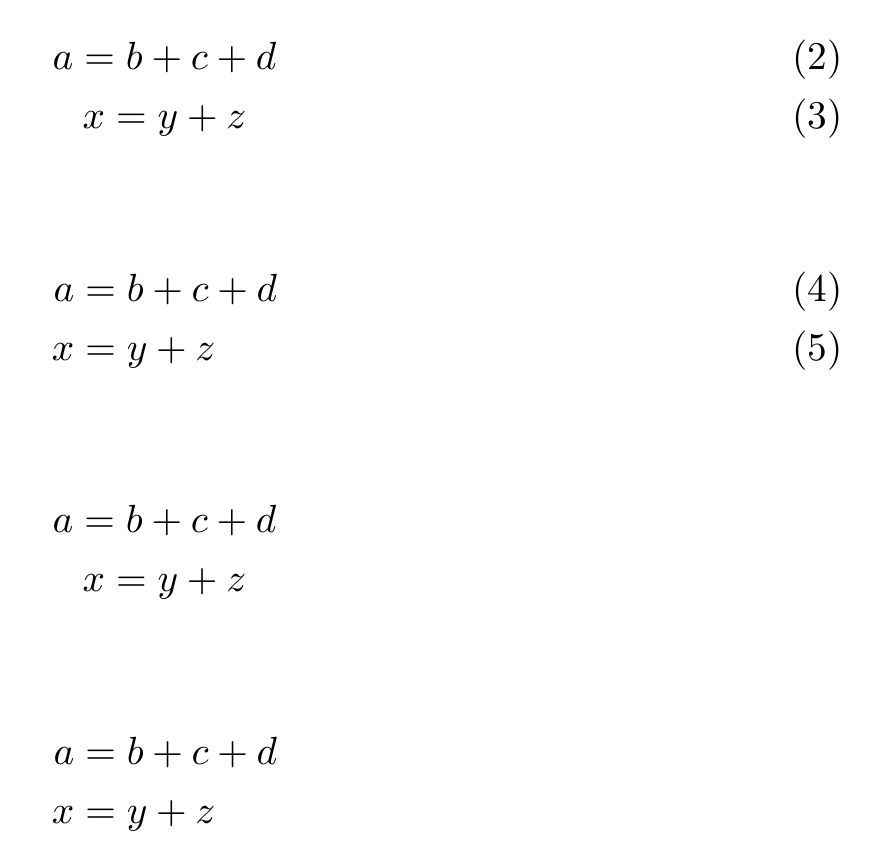 a = b + c + d (2)
x = y + z (3)
a = b + c + d (4)
x = y + z (5)
a = b + c + d
x = y + z
a = b + c + d
x = y + z